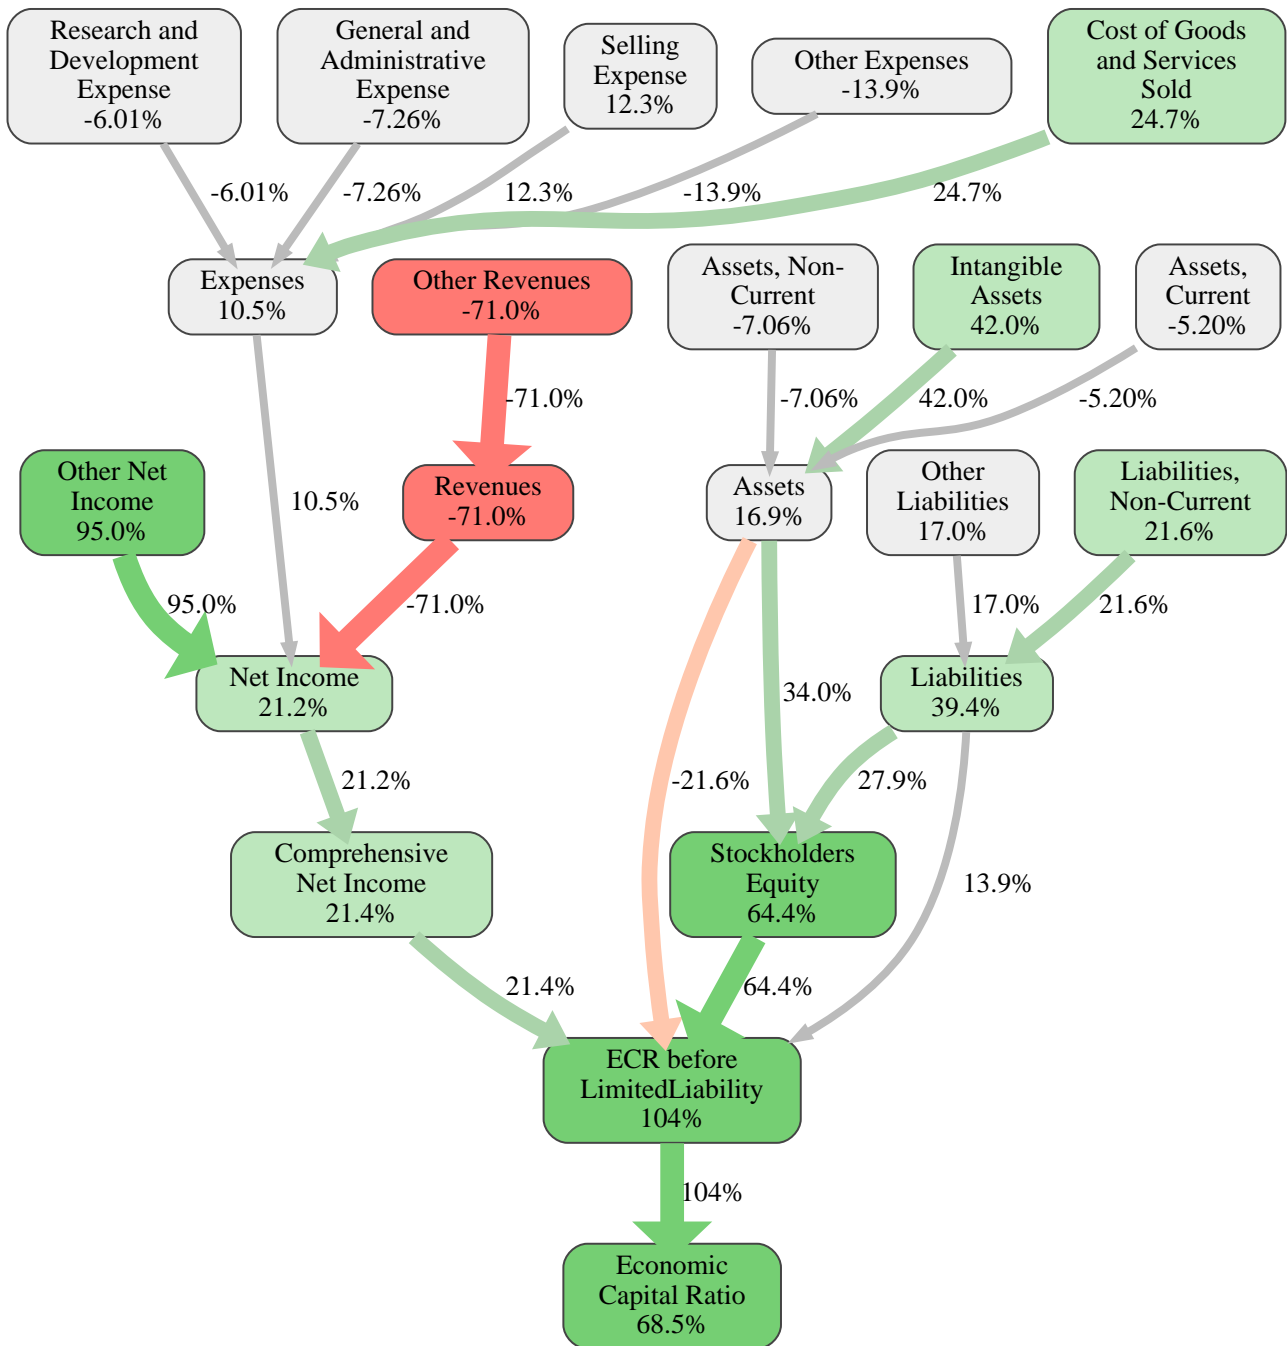 Research and
Development
Expense
-6.01%
General and
Administrative
Expense
-7.26%
Selling
Expense
12.3%
Other Expenses
-13.9%
Cost of Goods
and Services
Sold
24.7%
-6.01%
-7.26%
12.3%
-13.9%
24.7%
Expenses
10.5%
Other Revenues
-71.0%
Assets, Non-
Current
-7.06%
Intangible
Assets
42.0%
Assets,
Current
-5.20%
-71.0%
-7.06%
42.0%
-5.20%
Other Net
Income
95.0%
10.5%
Revenues
-71.0%
Assets
16.9%
Other
Liabilities
17.0%
Liabilities,
Non-Current
21.6%
95.0%
-71.0%
17.0%
21.6%
Net Income
21.2%
34.0%
Liabilities
39.4%
21.2%
-21.6%
27.9%
Comprehensive
Net Income
21.4%
Stockholders
Equity
64.4%
13.9%
21.4%
64.4%
ECR before
LimitedLiability
104%
104%
Economic
Capital Ratio
68.5%